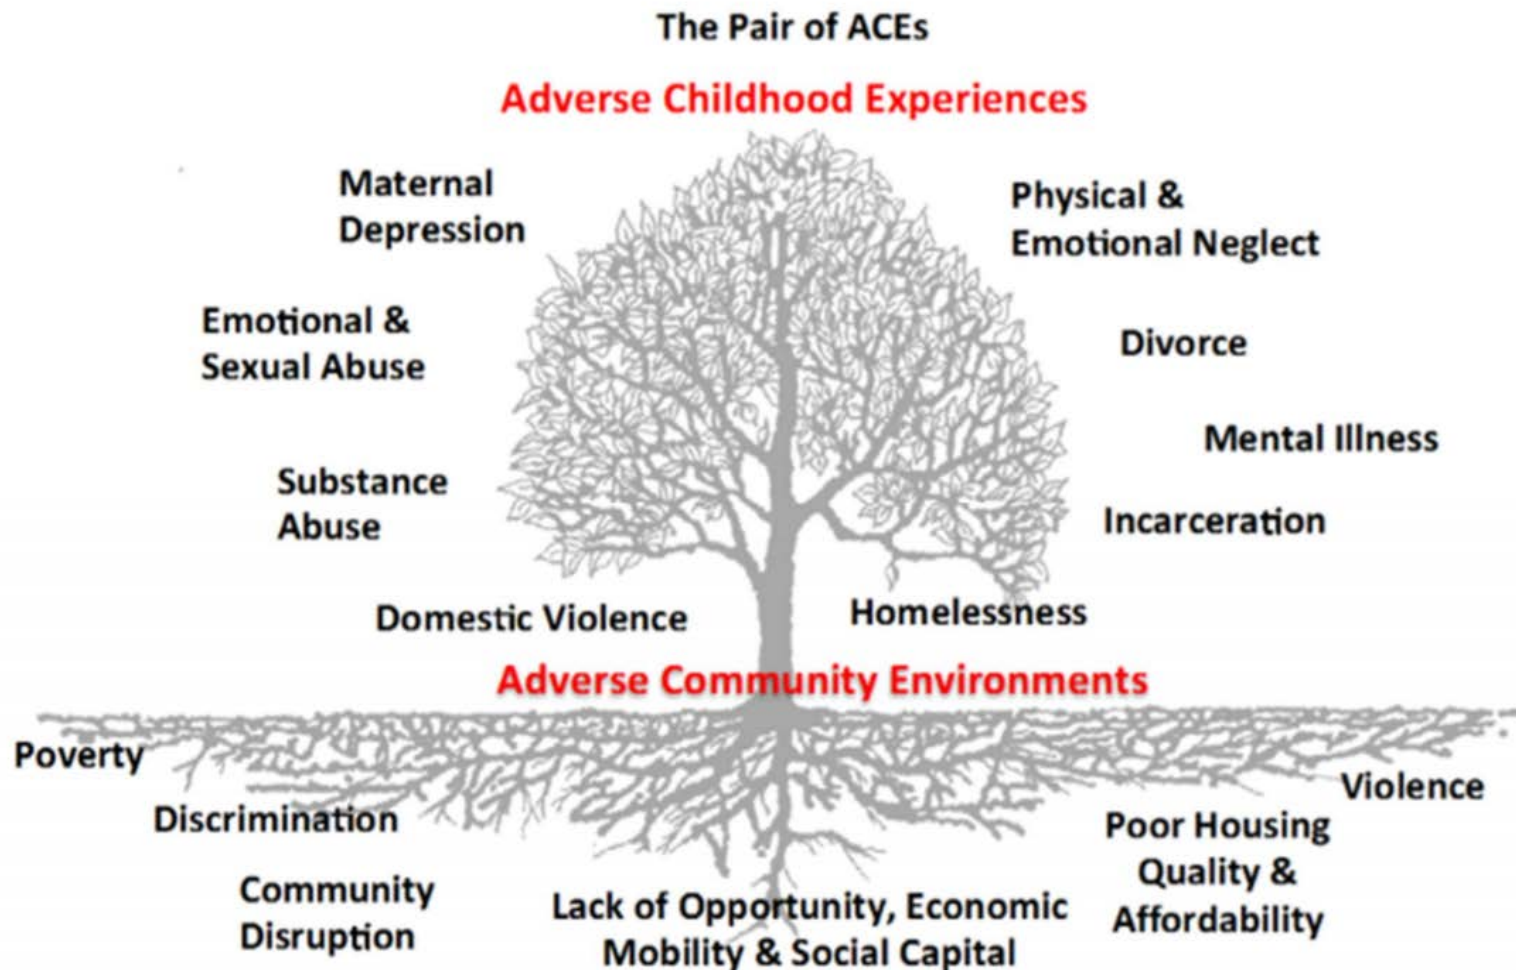 The Pair of ACEs
Adverse Childhood Experiences
Maternal
Depression
Physical &
Emotional Neglect
Emotional &
Sexual Abuse
Divorce
Mental Illness
Substance
Abuse
Incarceration
Domestic Violence
Homelessness
Adverse Community Environments
Poverty
Violence
Discrimination
Poor Housing
Quality &
Affordability
Community
Disruption
Lack of Opportunity, Economic
Mobility & Social Capital